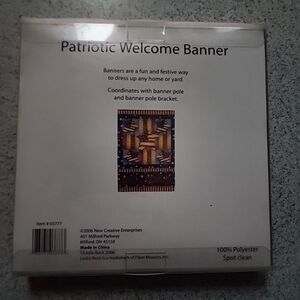 Patriotic Welcome Banner
Banners are a fun and festive way
to dress up any home or yard.
Coordinates with banner pole
and banner pole bracket.
Item # 05777
©2006 New Creative Enterprises
401 Milford Parkway
Milford, OH 45150
Made in China
100% Polyester
Spot clean